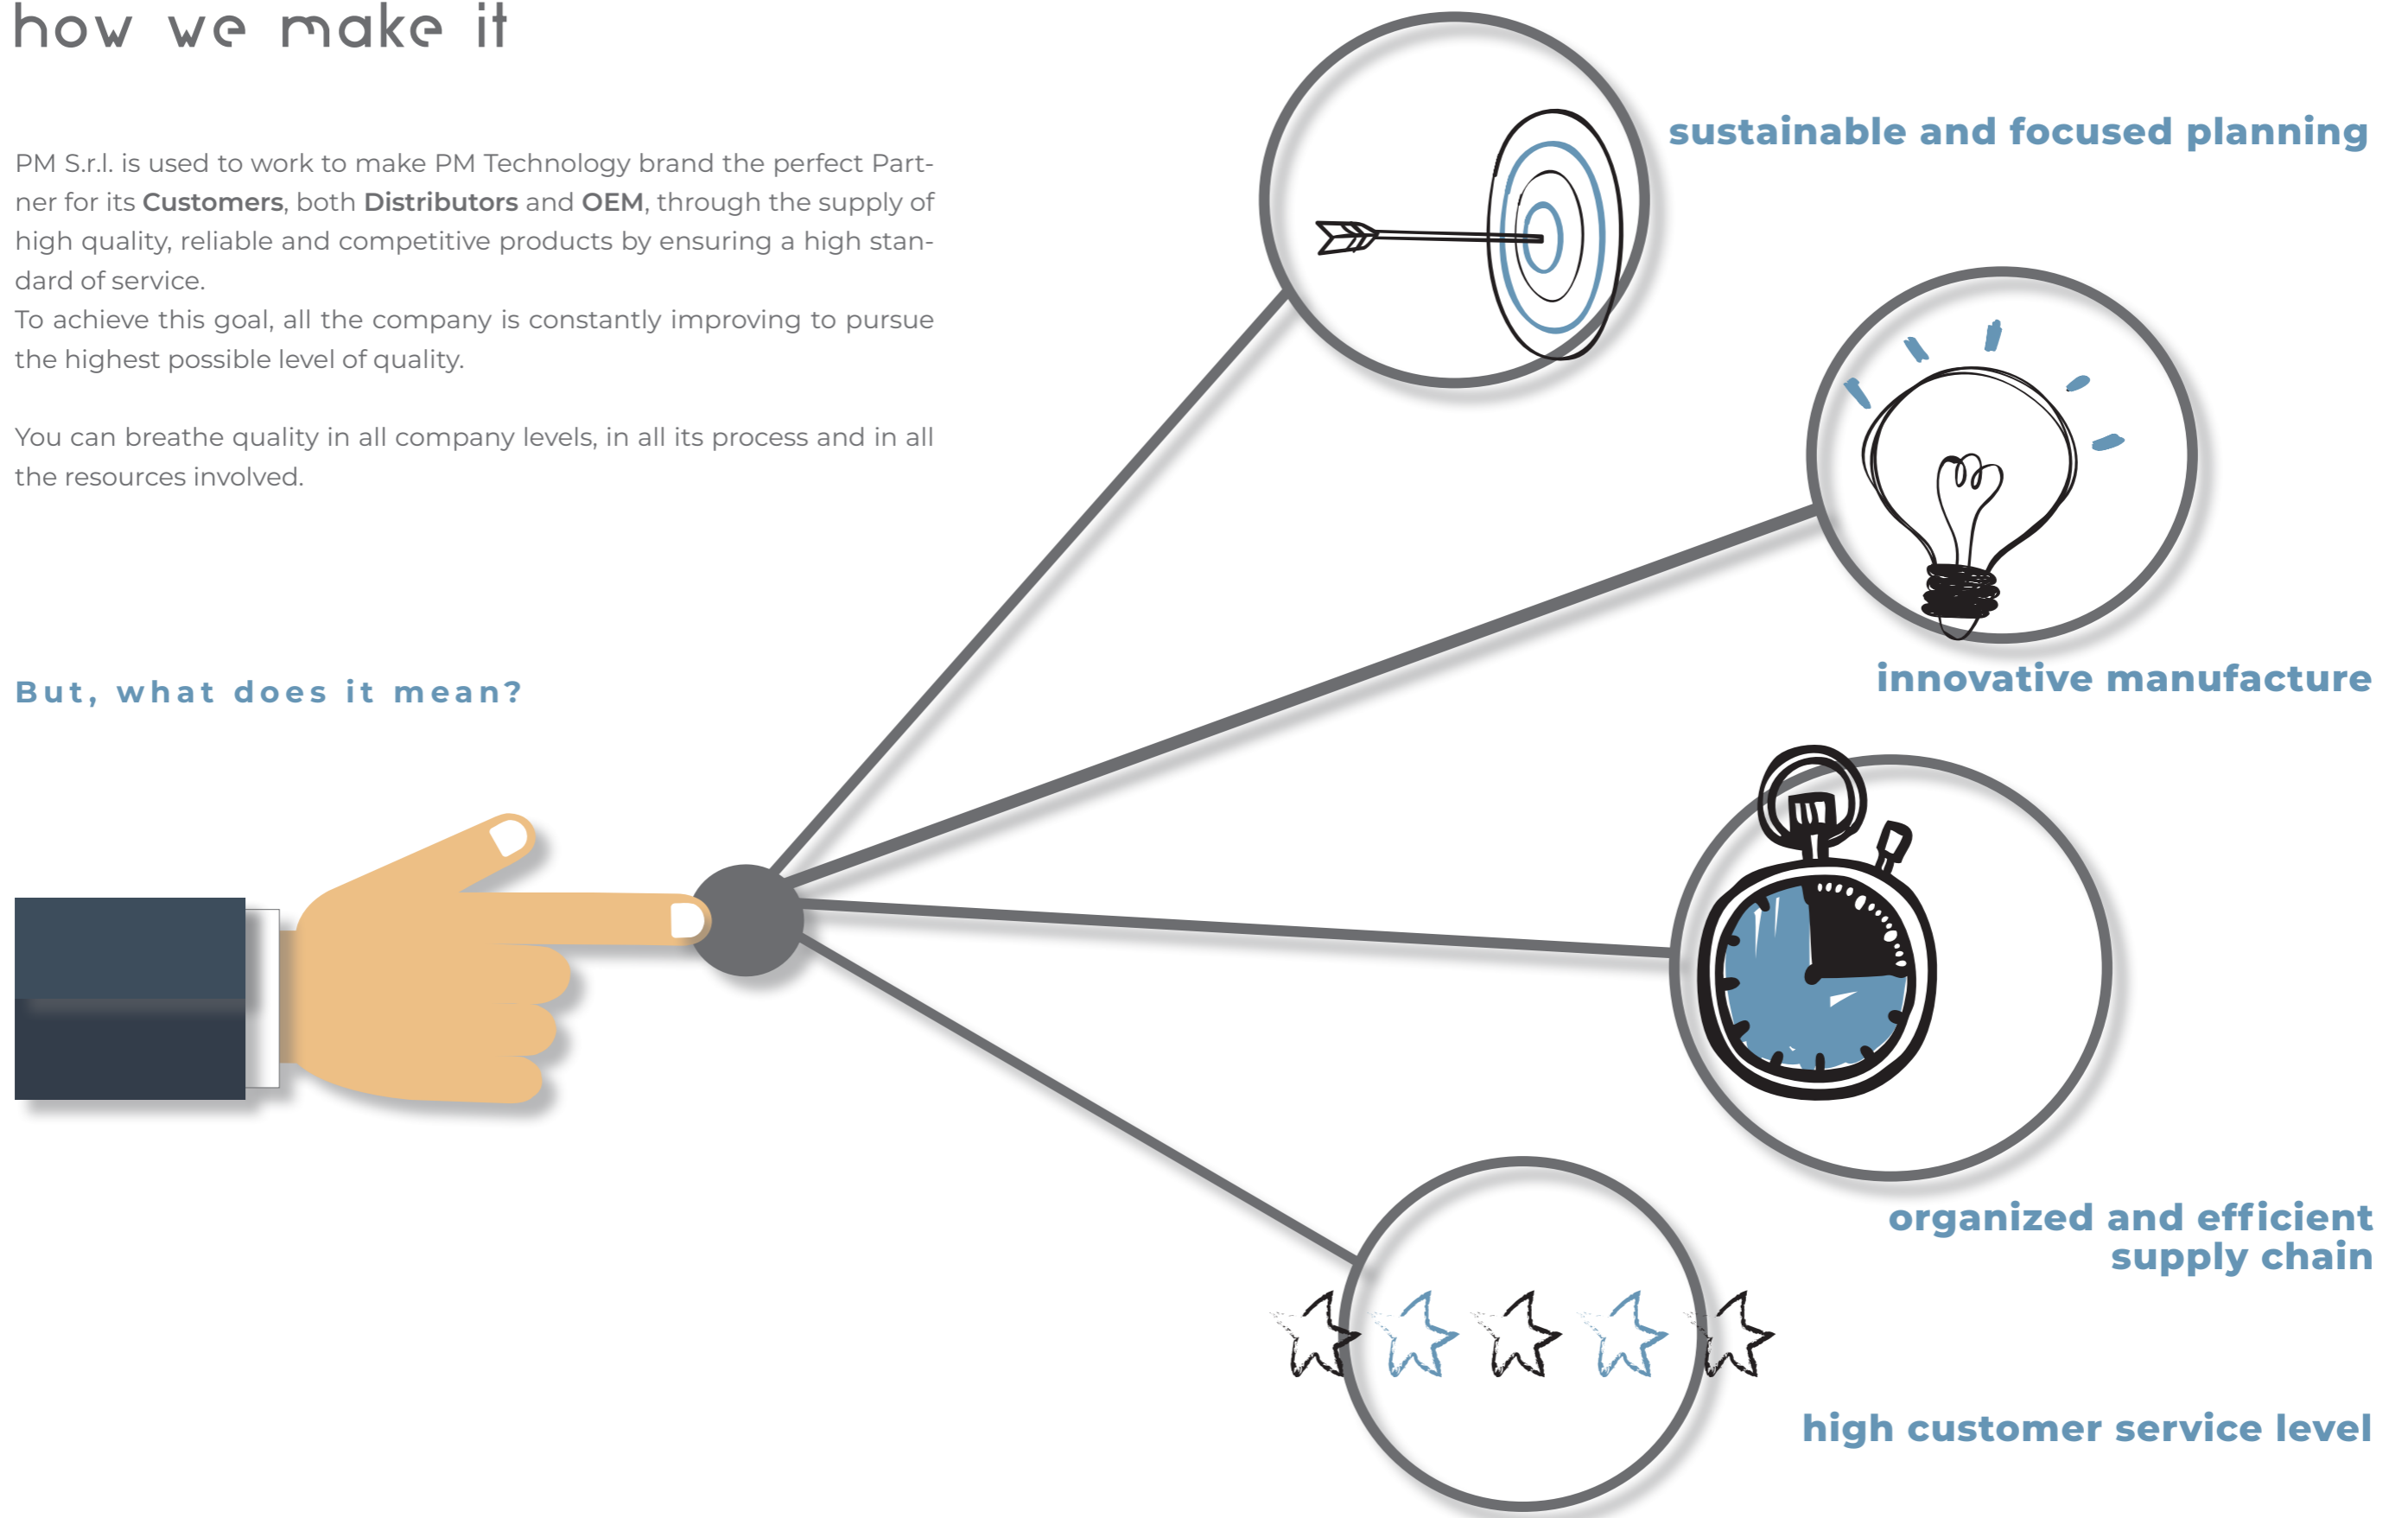 how we make it
PM S.r.l. is used to work to make PM Technology brand the perfect Part-
ner for its Customers, both Distributors and OEM, through the supply of
high quality, reliable and competitive products by ensuring a high stan-
dard of service.
To achieve this goal, all the company is constantly improving to pursue
the highest possible level of quality.
You can breathe quality in all company levels, in all its process and in all
the resources involved.
But, what does it mean?
sustainable and focused planning
innovative manufacture
organized and efficient
supply chain
high customer service level